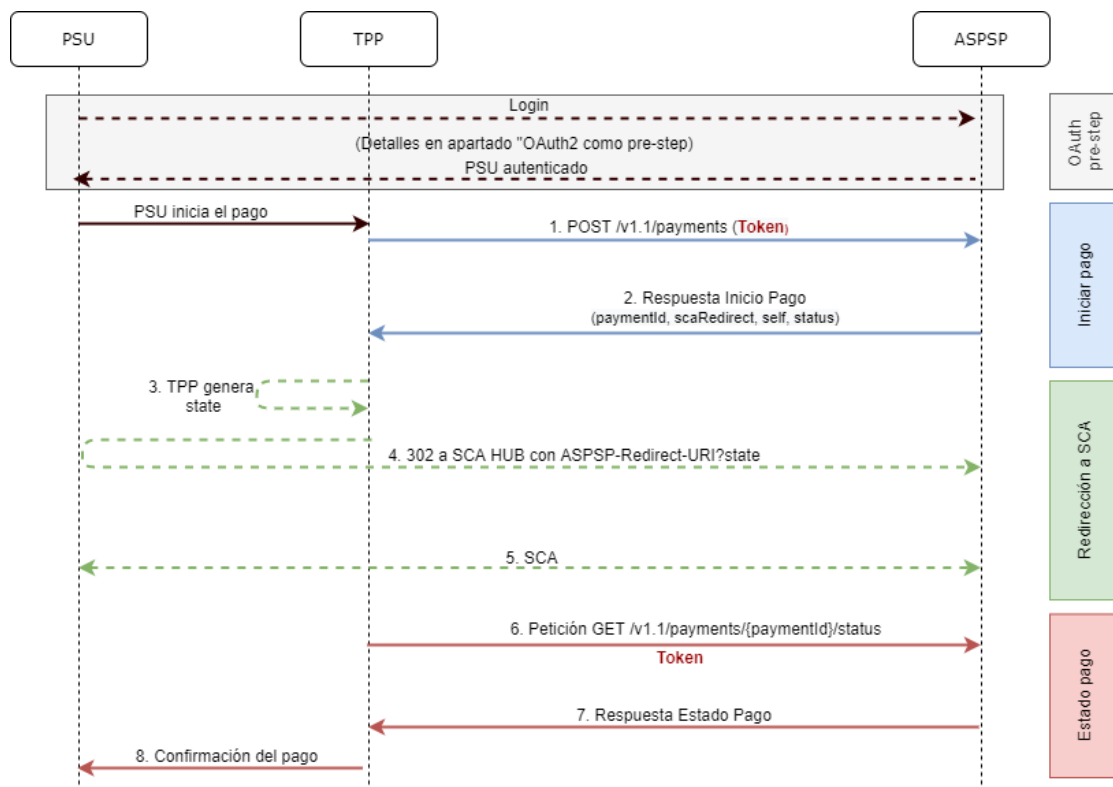 PSU
TPP
ASPSP
Login
(Detalles en apartado "OAuth2 como pre-step)
PSU autenticado
OAuth
pre-step
PSU inicia el pago
1. POST /v1.1/payments (Token)
2. Respuesta Inicio Pago
(paymentId, scaRedirect, self, status)
Iniciar pago
3. TPP genera
state
4. 302 a SCA HUB con ASPSP-Redirect-URI?state
5. SCA
Redirección a SCA
6. Petición GET /v1.1/payments/{paymentId}/status
Token
7. Respuesta Estado Pago
8. Confirmación del pago
Estado pago